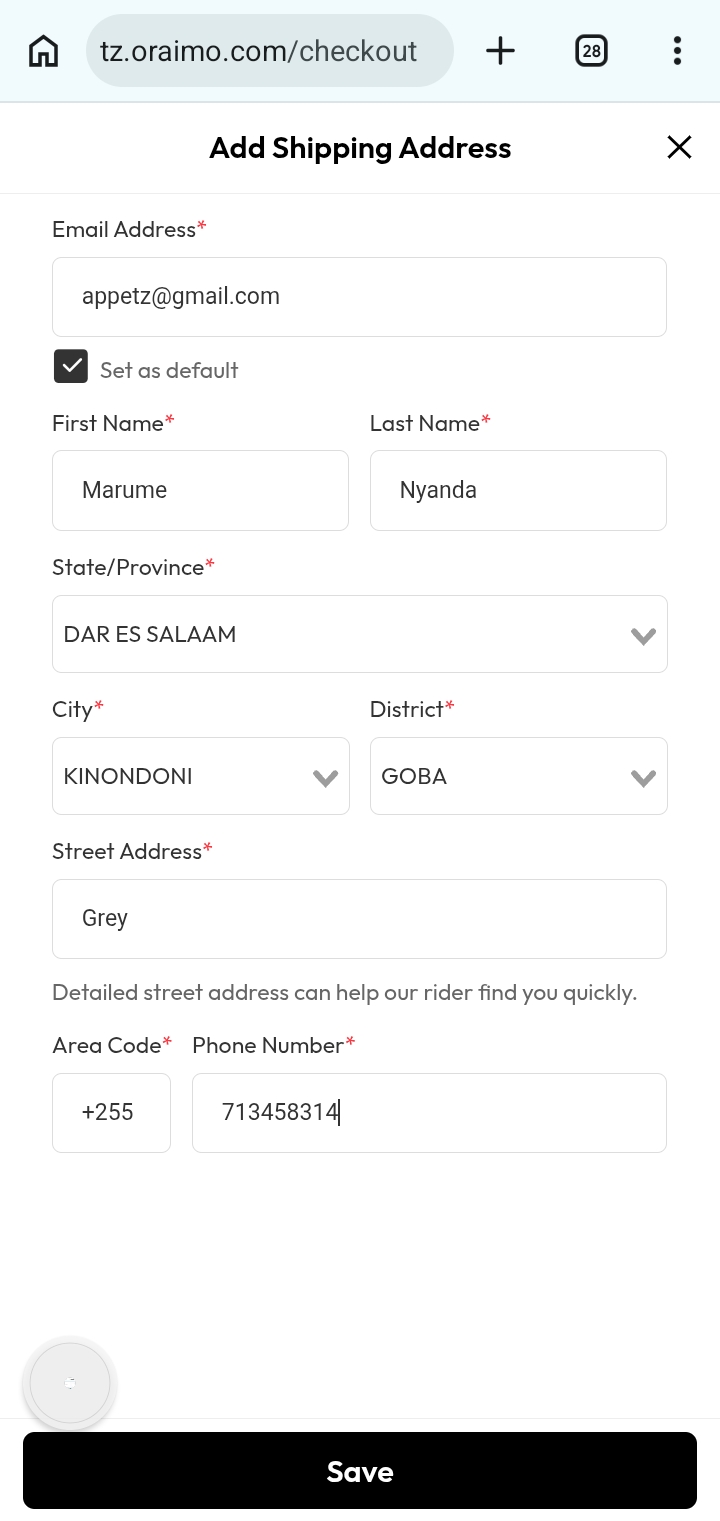 tz.oraimo.com/checkout
28
Add Shipping Address
Email Address*
appetz@gmail.com
Set as default
First Name* Last Name*
Marume Nyanda
State/Province*
DAR ES SALAAM
City* District*
KINONDONI GOBA
Street Address*
Grey
Detailed street address can help our rider find you quickly.
Area Code* Phone Number*
+255 713458314
Save